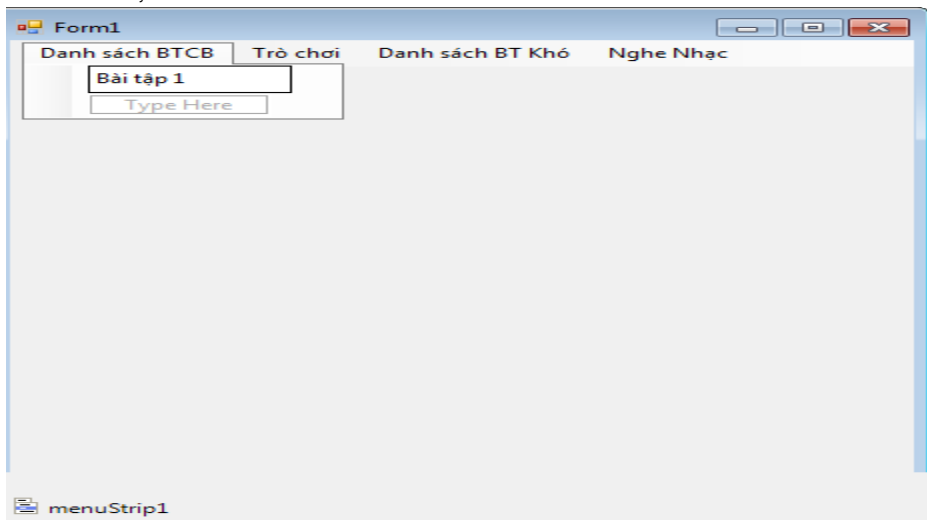 Form1
Danh sách BTCB Trò chơi Danh sách BT Khó Nghe Nhạc
Bài tập 1
Type Here
menuStrip1